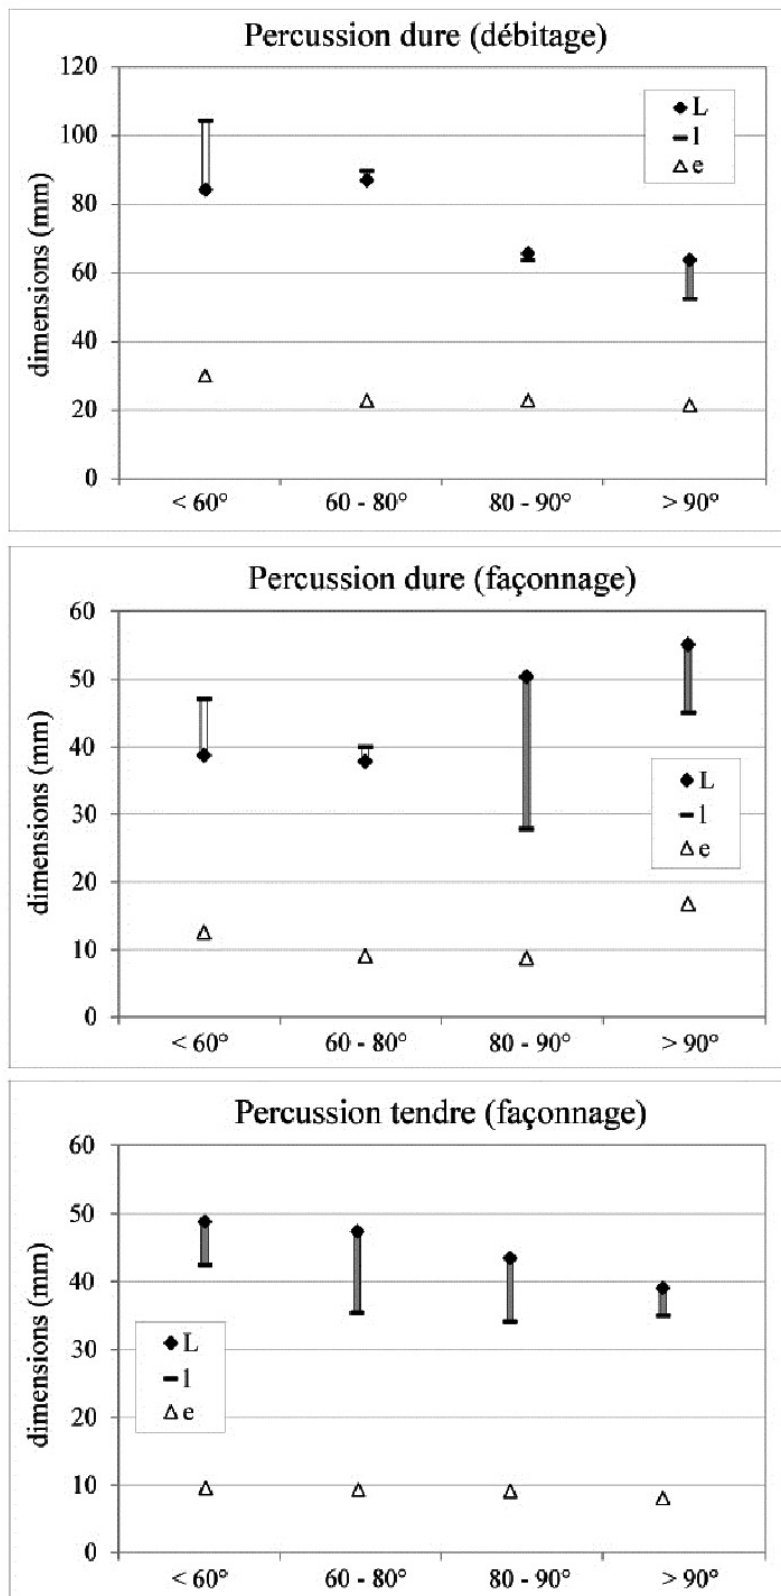 Percussion dure (débitage)
dimensions (mm)
120
100
80
60
40
20
0
L
l
e
< 60°
60 - 80°
80 - 90°
> 90°
Percussion dure (façonnage)
dimensions (mm)
60
50
40
30
20
10
0
L
l
e
< 60°
60 - 80°
80 - 90°
> 90°
Percussion tendre (façonnage)
dimensions (mm)
60
50
40
30
20
10
0
L
l
e
< 60°
60 - 80°
80 - 90°
> 90°